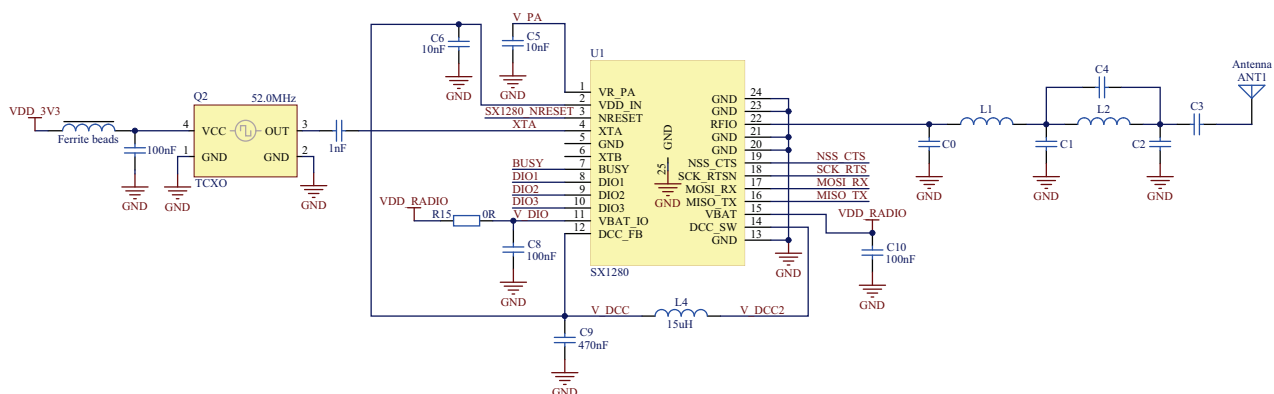 VDD_3V3
Ferrite beads
100nF
GND
Q2
52.0MHz
4
VCC
OUT
3
1
GND
GND
2
TCXO
GND
GND
1nF
C6
10nF
GND
V_PA
C5
10nF
GND
SX1280_NRESET
XTA
BUSY
DIO1
DIO2
DIO3
VDD_RADIO
R15
0R
V_DIO
C8
100nF
GND
U1
1
VR_PA
2
VDD_IN
3
NRESET
4
XTA
5
GND
6
XTB
7
BUSY
8
DIO1
9
DIO2
10
DIO3
11
VBAT_IO
12
DCC_FB
GND
25
GND
GND
24
GND
23
RFIO
22
GND
21
GND
20
NSS_CTS
19
SCK_RTSN
18
MOSI_RX
17
MISO_TX
16
VBAT
15
DCC_SW
14
GND
13
SX1280
NSS_CTS
SCK_RTS
MOSI_RX
MISO_TX
VDD_RADIO
C10
100nF
GND
GND
V_DCC
L4
15uH
V_DCC2
C9
470nF
GND
C0
GND
L1
C1
GND
C4
L2
C2
GND
C3
Antenna
ANT1